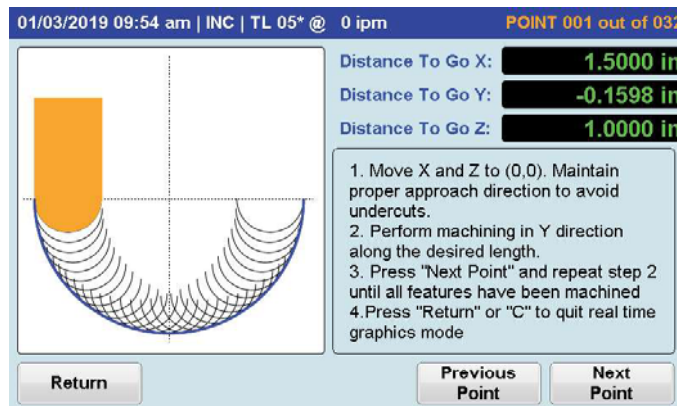 01/03/2019 09:54 am | INC | TL 05* @ 0 ipm POINT 001 out of 032
Distance To Go X: 1.5000 in
Distance To Go Y: -0.1598 in
Distance To Go Z: 1.0000 in
1. Move X and Z to (0,0). Maintain
proper approach direction to avoid
undercuts.
2. Perform machining in Y direction
along the desired length.
3. Press "Next Point" and repeat step 2
until all features have been machined
4.Press "Return" or "C" to quit real time
graphics mode
Return
Previous
Point
Next
Point